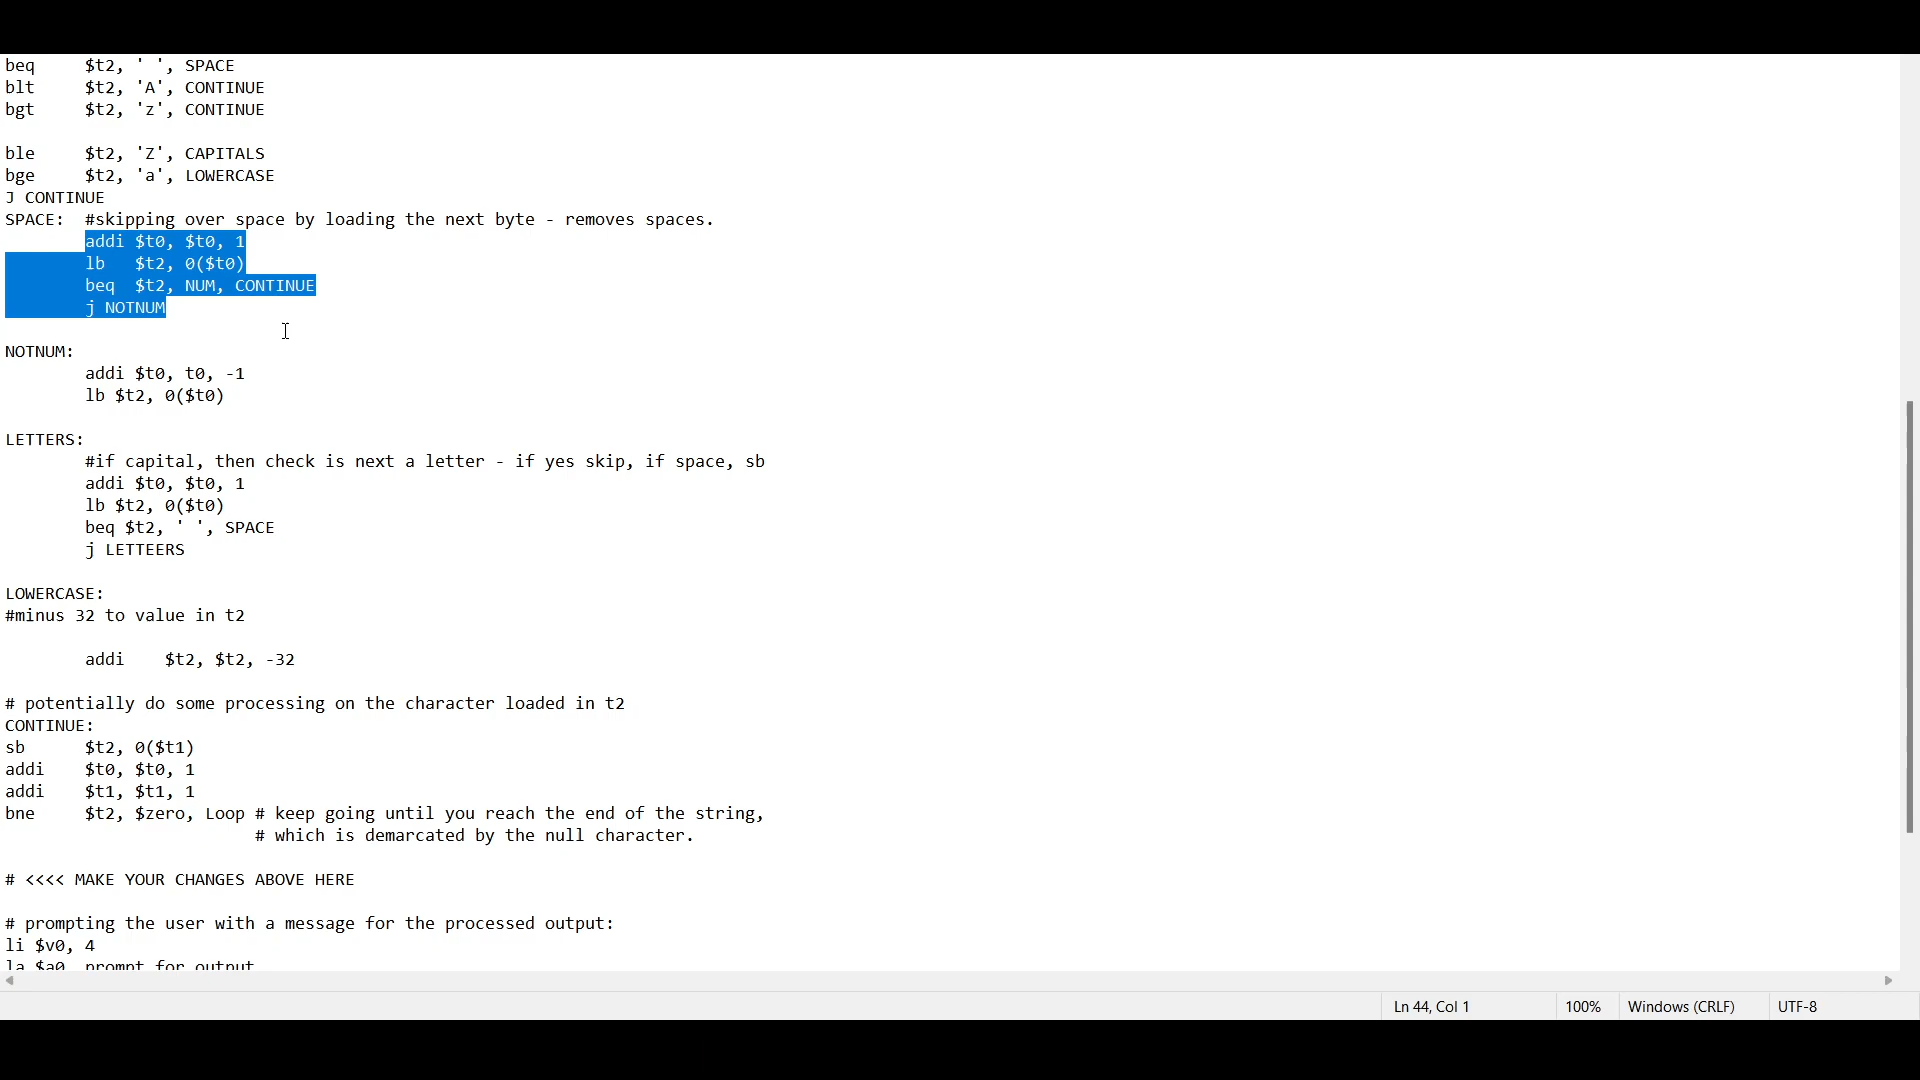 beq     $t2, ' ', SPACE
blt     $t2, 'A', CONTINUE
bgt     $t2, 'z', CONTINUE
ble     $t2, 'Z', CAPITALS
bge     $t2, 'a', LOWERCASE
J CONTINUE
SPACE:  #skipping over space by loading the next byte - removes spaces.
        addi $t0, $t0, 1
        lb   $t2, 0($t0)
        beq  $t2, NUM, CONTINUE
        j NOTNUM
NOTNUM:
        addi $t0, t0, -1
        lb $t2, 0($t0)
LETTERS:
        #if capital, then check is next a letter - if yes skip, if space, sb
        addi $t0, $t0, 1
        lb $t2, 0($t0)
        beq $t2, ' ', SPACE
        j LETTEERS
LOWERCASE:
#minus 32 to value in t2
        addi    $t2, $t2, -32
# potentially do some processing on the character loaded in t2
CONTINUE:
sb      $t2, 0($t1)
addi    $t0, $t0, 1
addi    $t1, $t1, 1
bne     $t2, $zero, Loop # keep going until you reach the end of the string,
                         # which is demarcated by the null character.
# <<<< MAKE YOUR CHANGES ABOVE HERE
# prompting the user with a message for the processed output:
li $v0, 4
la $a0, prompt for output
Ln 44, Col 1 100% Windows (CRLF) UTF-8